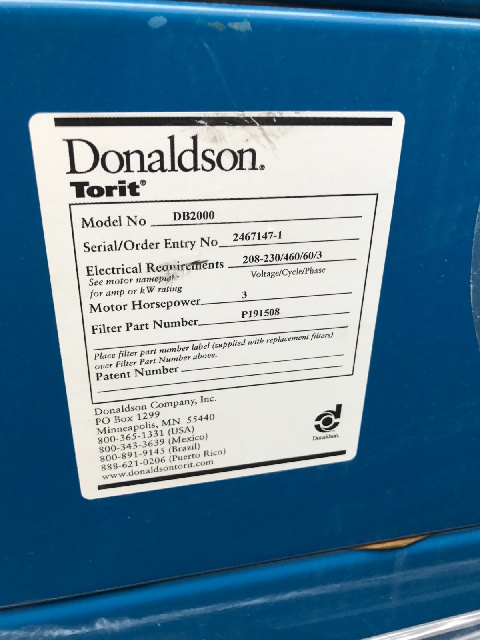 Donaldson.
Torit®
Model No DB2000
Serial/Order Entry No 2467147-1
Electrical Requirements 208-230/460/60/3
See motor nameplate Voltage/Cycle/Phase
for amp or kW rating
Motor Horsepower 3
Filter Part Number P191508
Place filter part number label (supplied with replacement filters)
over Filter Part Number above.
Patent Number
Donaldson Company, Inc.
PO Box 1299
Minneapolis, MN 55440
800-365-1331 (USA)
800-343-3639 (Mexico)
800-891-9145 (Brazil)
888-621-0206 (Puerto Rico)
www.donaldsontorit.com
Donaldson.